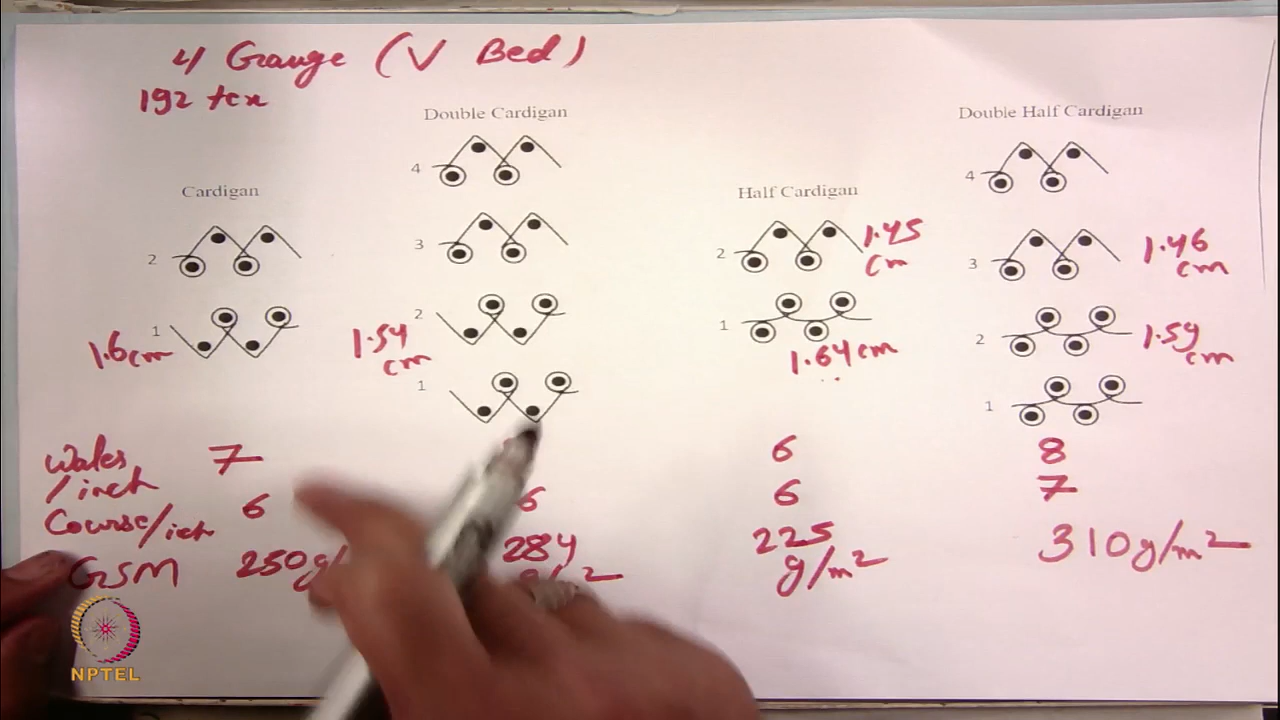 4 Gauge (V Bed)
192 tex
Cardigan
2
1
1.6cm
Double Cardigan
4
3
2
1
1.54
cm
Half Cardigan
2
1.45
cm
1
1.64cm
Double Half Cardigan
4
3
1.46
cm
2
1.59
cm
1
Wales
/inch
7
6
8
Course/ich
6
6
6
7
GSM
250g/
284
g/m2
225
g/m2
310g/m2
NPTEL